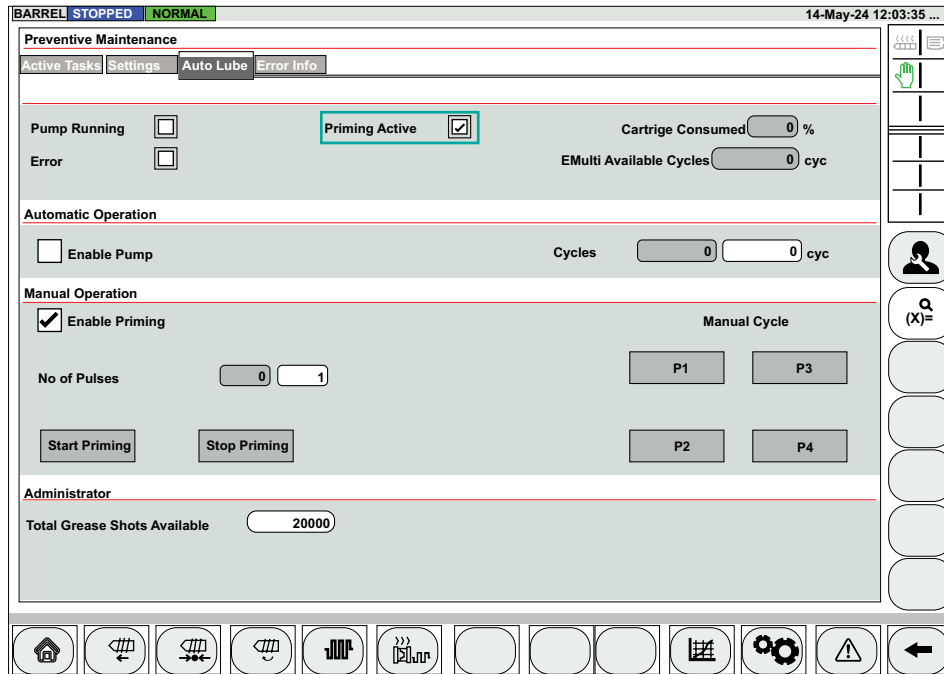 BARREL STOPPED NORMAL 14-May-24 12:03:35 ...
Preventive Maintenance
Active Tasks Settings Auto Lube Error Info
Pump Running Priming Active Cartrige Consumed 0 %
Error EMulti Available Cycles 0 cyc
Automatic Operation
Enable Pump Cycles 0 0 cyc
Manual Operation
Enable Priming Manual Cycle
No of Pulses 0 1 P1 P3
Start Priming Stop Priming P2 P4
Administrator
Total Grease Shots Available 20000
(X)=